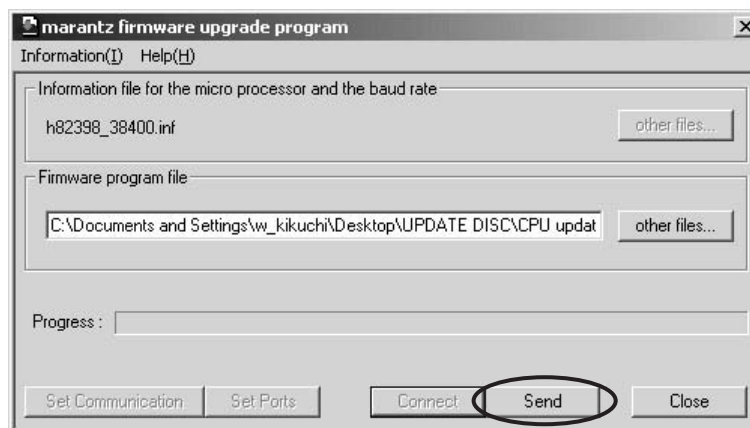 marantz firmware upgrade program
Information(I) Help(H)
Information file for the micro processor and the baud rate
h82398_38400.inf
other files...
Firmware program file
C:\Documents and Settings\w_kikuchi\Desktop\UPDATE DISC\CPU updat
other files...
Progress :
Set Communication Set Ports Connect Send Close